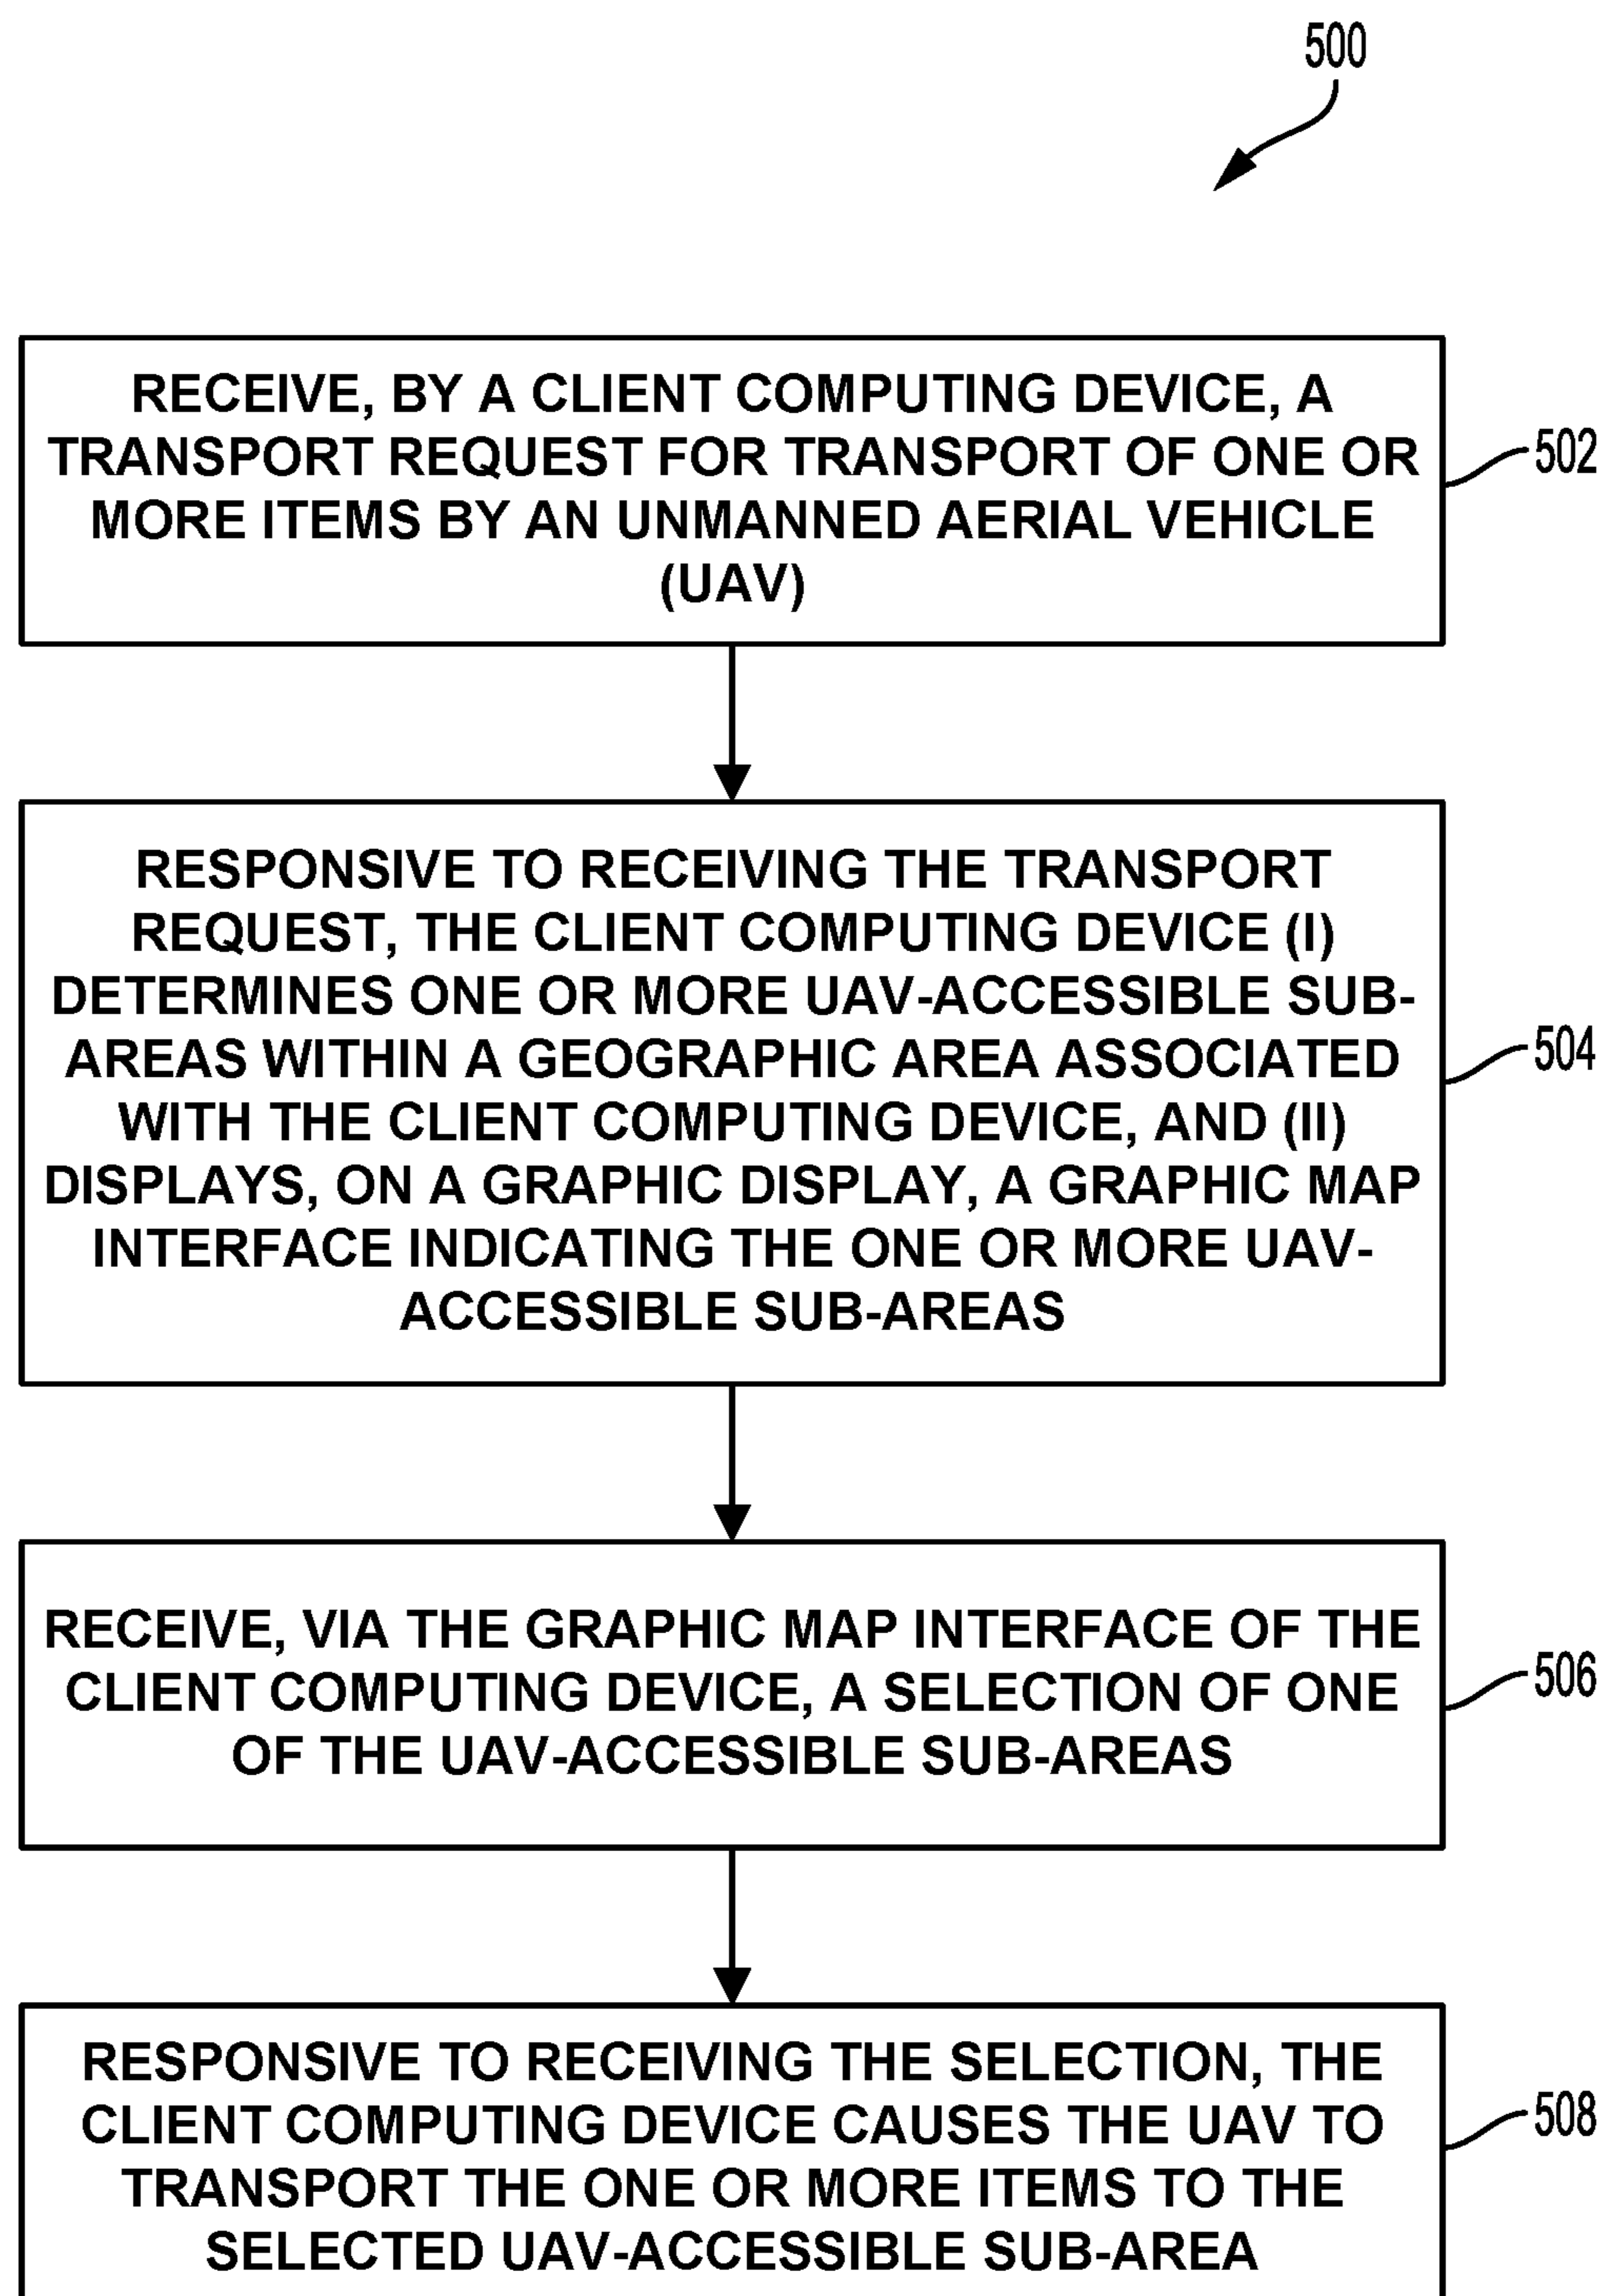 500
RECEIVE, BY A CLIENT COMPUTING DEVICE, A
TRANSPORT REQUEST FOR TRANSPORT OF ONE OR
MORE ITEMS BY AN UNMANNED AERIAL VEHICLE
(UAV)
502
RESPONSIVE TO RECEIVING THE TRANSPORT
REQUEST, THE CLIENT COMPUTING DEVICE (I)
DETERMINES ONE OR MORE UAV-ACCESSIBLE SUB-
AREAS WITHIN A GEOGRAPHIC AREA ASSOCIATED
WITH THE CLIENT COMPUTING DEVICE, AND (II)
DISPLAYS, ON A GRAPHIC DISPLAY, A GRAPHIC MAP
INTERFACE INDICATING THE ONE OR MORE UAV-
ACCESSIBLE SUB-AREAS
504
RECEIVE, VIA THE GRAPHIC MAP INTERFACE OF THE
CLIENT COMPUTING DEVICE, A SELECTION OF ONE
OF THE UAV-ACCESSIBLE SUB-AREAS
506
RESPONSIVE TO RECEIVING THE SELECTION, THE
CLIENT COMPUTING DEVICE CAUSES THE UAV TO
TRANSPORT THE ONE OR MORE ITEMS TO THE
SELECTED UAV-ACCESSIBLE SUB-AREA
508